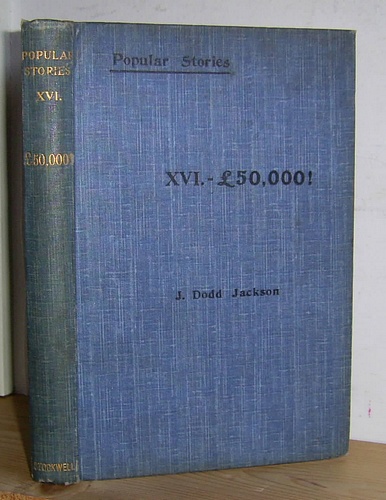 POPULAR
STORIES
XVI.
£50,000!
STOCKWELL
Popular Stories
XVI.-£50,000!
J. Dodd Jackson